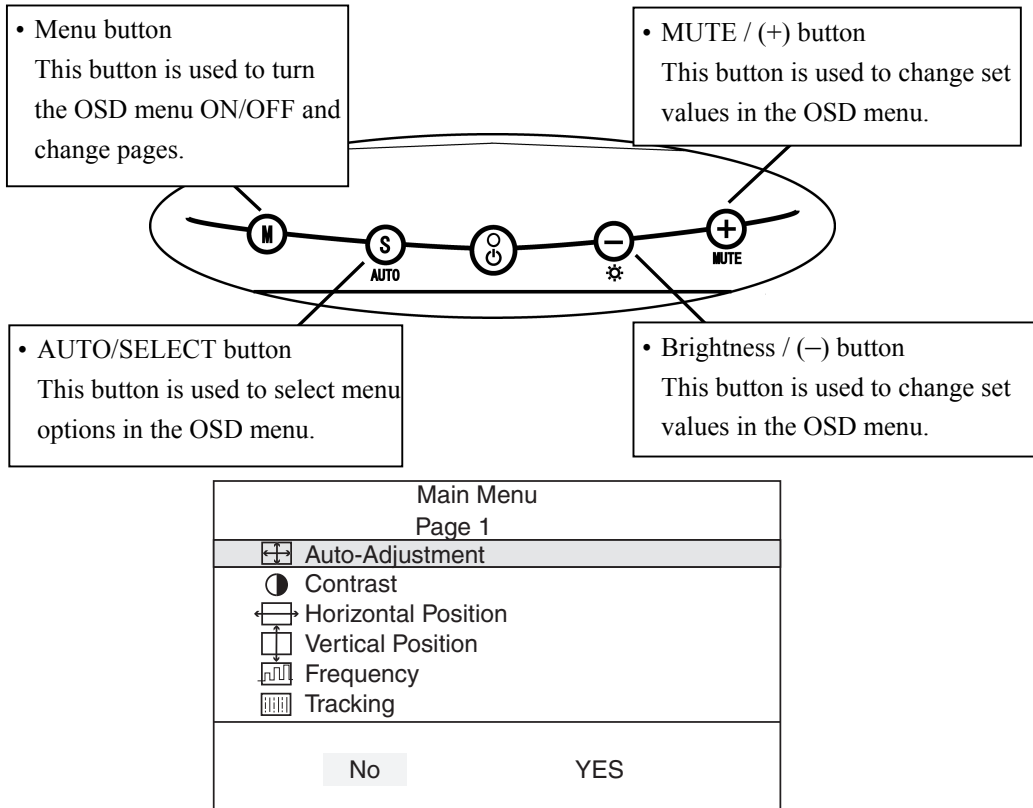 • Menu button
This button is used to turn
the OSD menu ON/OFF and
change pages.
• MUTE / (+) button
This button is used to change set
values in the OSD menu.
M
S
AUTO
MUTE
• AUTO/SELECT button
This button is used to select menu
options in the OSD menu.
• Brightness / (−) button
This button is used to change set
values in the OSD menu.
Main Menu
Page 1
Auto-Adjustment
Contrast
Horizontal Position
Vertical Position
Frequency
Tracking
No YES